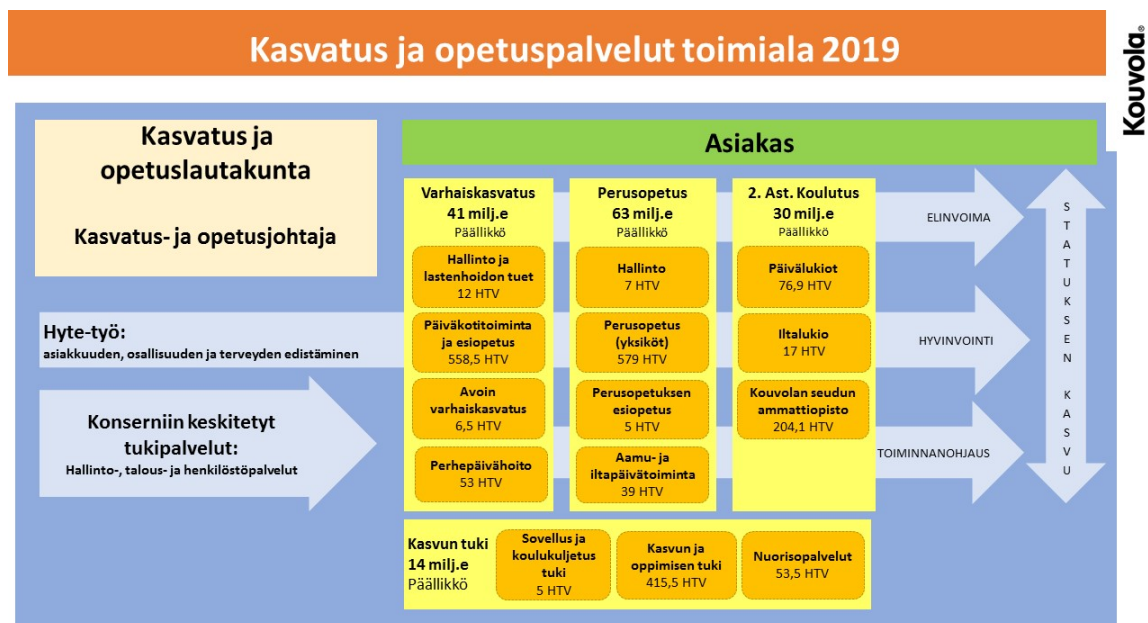 Kasvatus ja opetuspalvelut toimiala 2019
Kouvola®
Kasvatus ja
opetuslautakunta
Kasvatus- ja opetusjohtaja
Asiakas
Varhaiskasvatus
41 milj.e
Päällikkö
Hallinto ja
lastenhoidon tuet
12 HTV
Päiväkotitoiminta
ja esiopetus
558,5 HTV
Avoin
varhaiskasvatus
6,5 HTV
Perhepäivähoito
53 HTV
Perusopetus
63 milj.e
Päällikkö
Hallinto
7 HTV
Perusopetus
(yksiköt)
579 HTV
Perusopetuksen
esiopetus
5 HTV
Aamu- ja
iltapäivätoiminta
39 HTV
2. Ast. Koulutus
30 milj.e
Päällikkö
Päivälukiot
76,9 HTV
Iltalukio
17 HTV
Kouvolan seudun
ammattiopisto
204,1 HTV
ELINVOIMA
HYVINVOINTI
TOIMINNANOHJAUS
STATUKSEN KASVU
Hyte-työ:
asiakkuuden, osallisuuden ja terveyden edistäminen
Konserniin keskitetyt
tukipalvelut:
Hallinto-, talous- ja henkilöstöpalvelut
Kasvun tuki
14 milj.e
Päällikkö
Sovellus ja
koulukuljetus
tuki
5 HTV
Kasvun ja
oppimisen tuki
415,5 HTV
Nuorisopalvelut
53,5 HTV